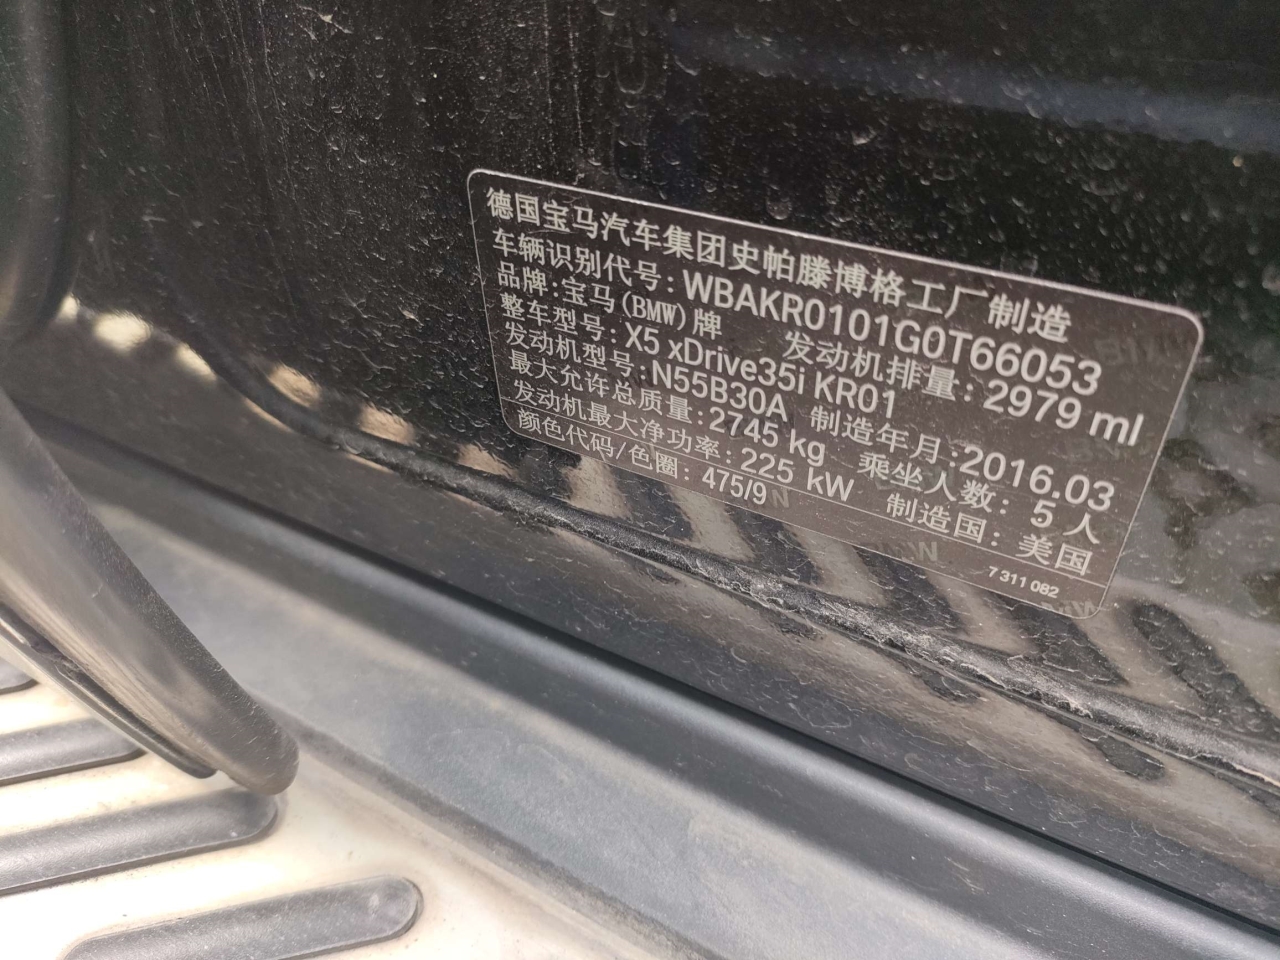 德国宝马汽车集团史帕滕博格工厂制造
车辆识别代号: WBAKR0101G0T66053
品牌:宝马(BMW)牌 发动机排量: 2979 ml
整车型号: X5 xDrive35i KR01
发动机型号: N55B30A 制造年月:2016.03
最大允许总质量:2745 kg 乘坐人数: 5 人
发动机最大净功率: 225 kW 制造国: 美国
颜色代码/色圈: 475/9
7 311 082